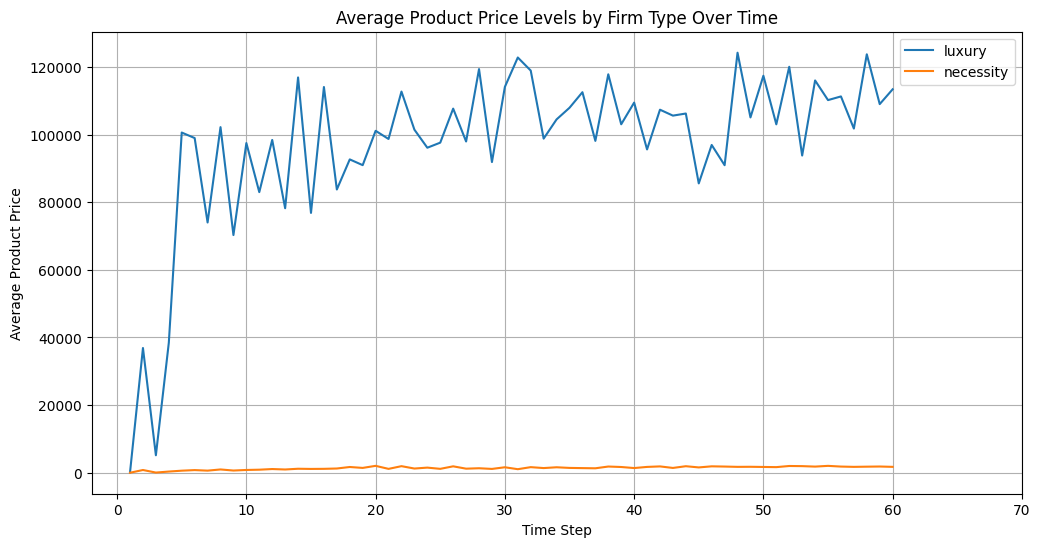 Average Product Price Levels by Firm Type Over Time
luxury
necessity
Average Product Price
120000
100000
80000
60000
40000
20000
0
0 10 20 30 40 50 60 70
Time Step